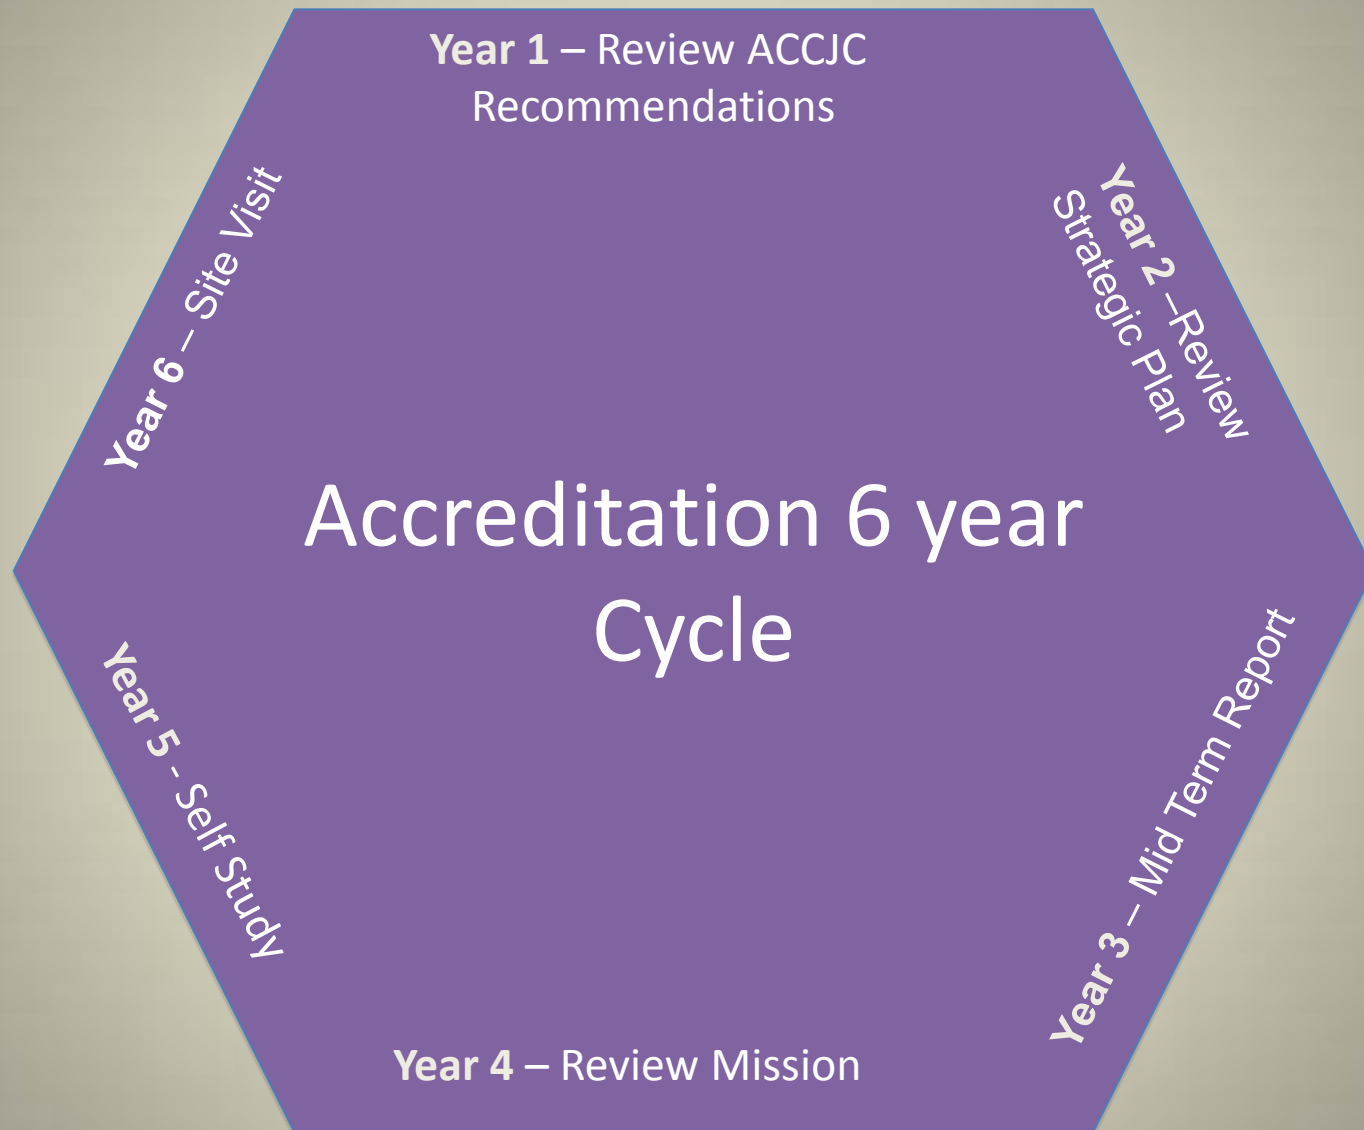 Year 1 – Review ACCJC
Recommendations
Year 2 –Review
Strategic Plan
Year 3 – Mid Term Report
Year 4 – Review Mission
Year 5 - Self Study
Year 6 – Site Visit
Accreditation 6 year
Cycle